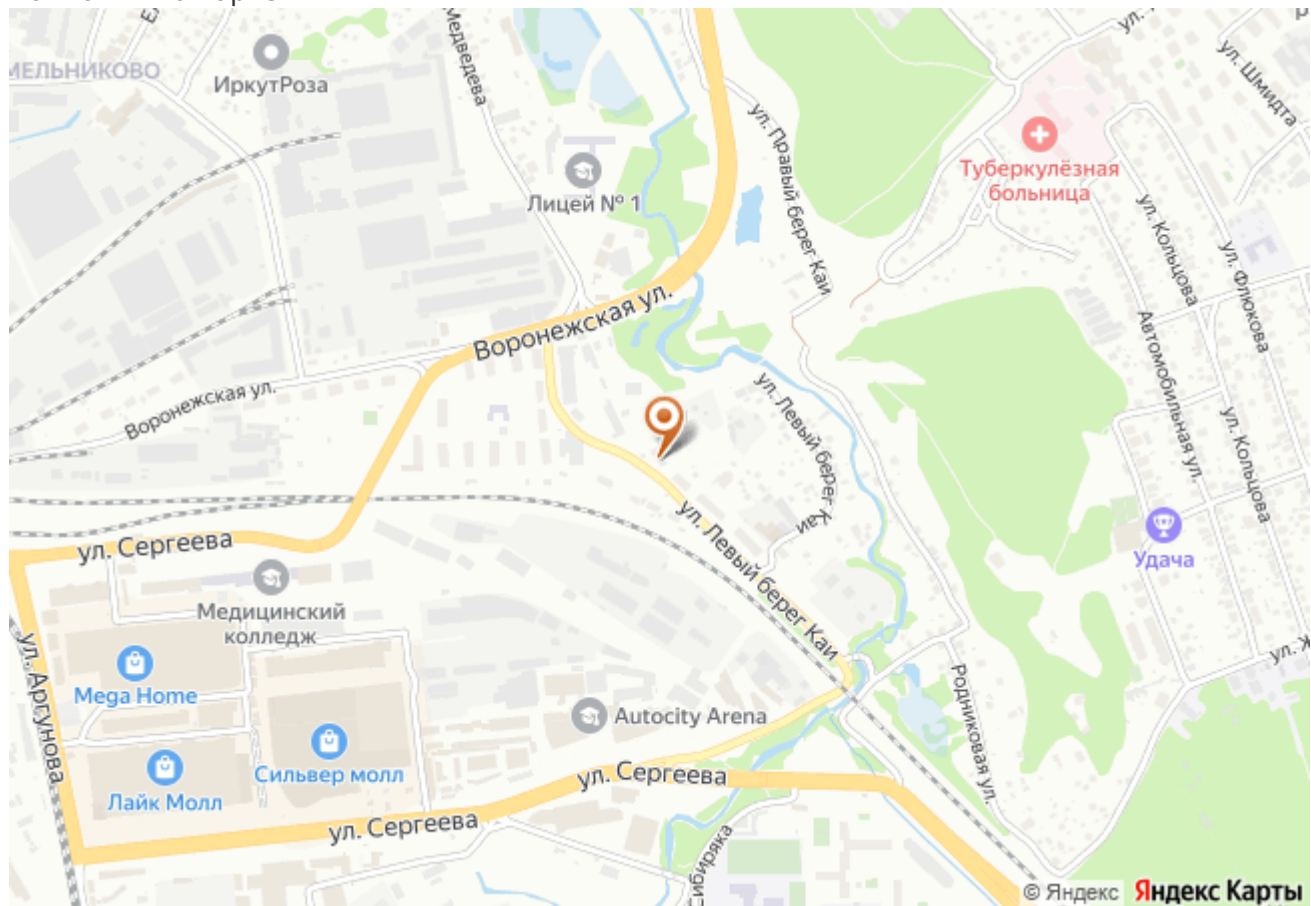 МЕЛЬНИКОВО
ИркутРоза
Медведева
Лицей № 1
ул. Правый берег Каи
ул. Шмидта
Туберкулёзная
больница
ул. Кольцова
ул. Флюкова
Воронежская ул.
Автомобильная ул.
Воронежская ул.
ул. Левый берег Каи
ул. Кольцова
ул. Сергеева
ул. Левый берег Каи
Удача
Медицинский
колледж
ул. Аргунова
Mega Home
Autocity Arena
Родниковая ул.
ул. Ж
Сильвер молл
Лайк Молл
ул. Сергеева
ул. Сергеева
Сибиряка
© Яндекс Яндекс Карты